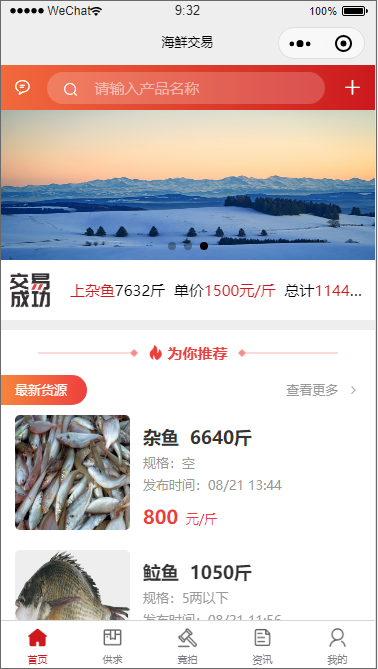 WeChat 9:32 100%
海鲜交易
请输入产品名称
交易
成功
上杂鱼7632斤 单价1500元/斤 总计1144...
为你推荐
最新货源 查看更多
杂鱼 6640斤
规格：空
发布时间：08/21 13:44
800 元/斤
鮀鱼 1050斤
规格：5两以下
发布时间：08/21 11:56
首页 供求 竞拍 资讯 我的